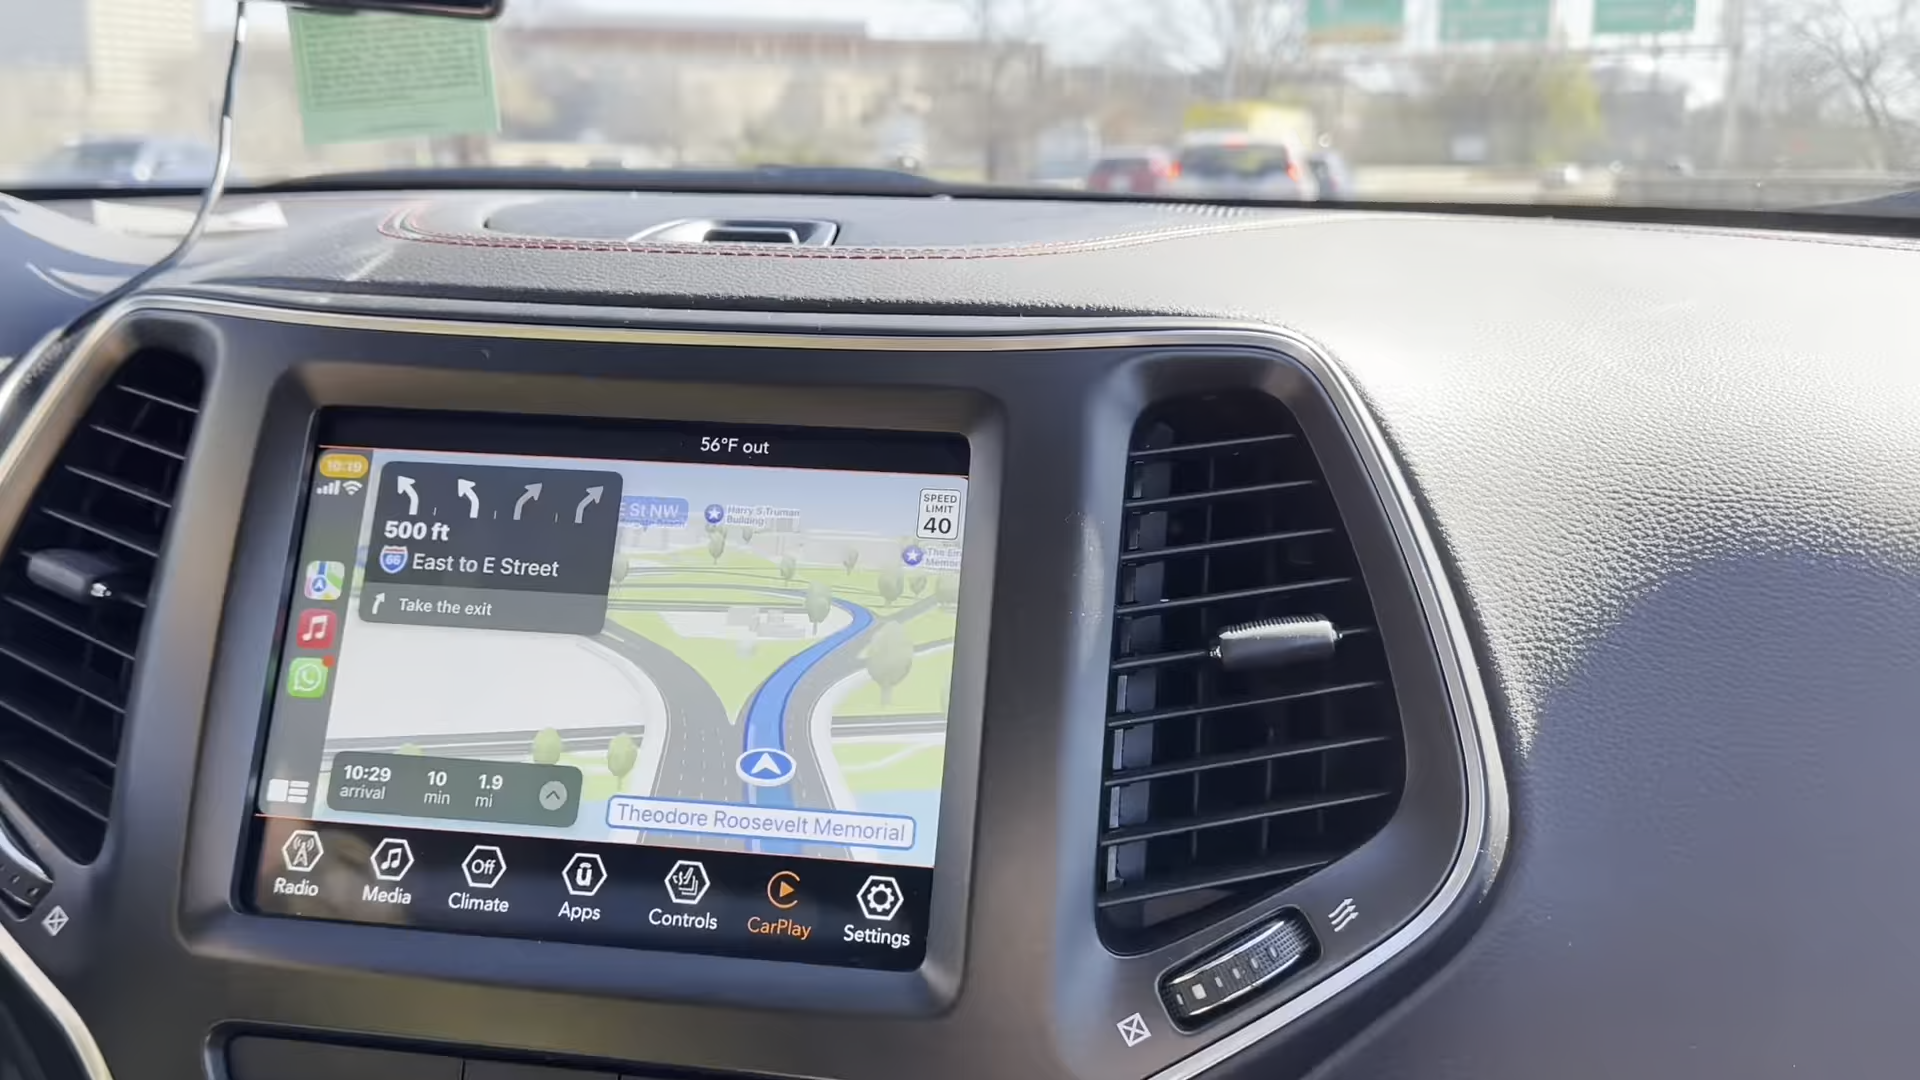 56°F out
10:19
500 ft
66 East to E Street
Take the exit
E St NW
Harry S Truman
Building
SPEED
LIMIT
40
10:29 10 1.9
arrival min mi
Theodore Roosevelt Memorial
Radio
Media
Off
Climate
Apps
Controls
CarPlay
Settings